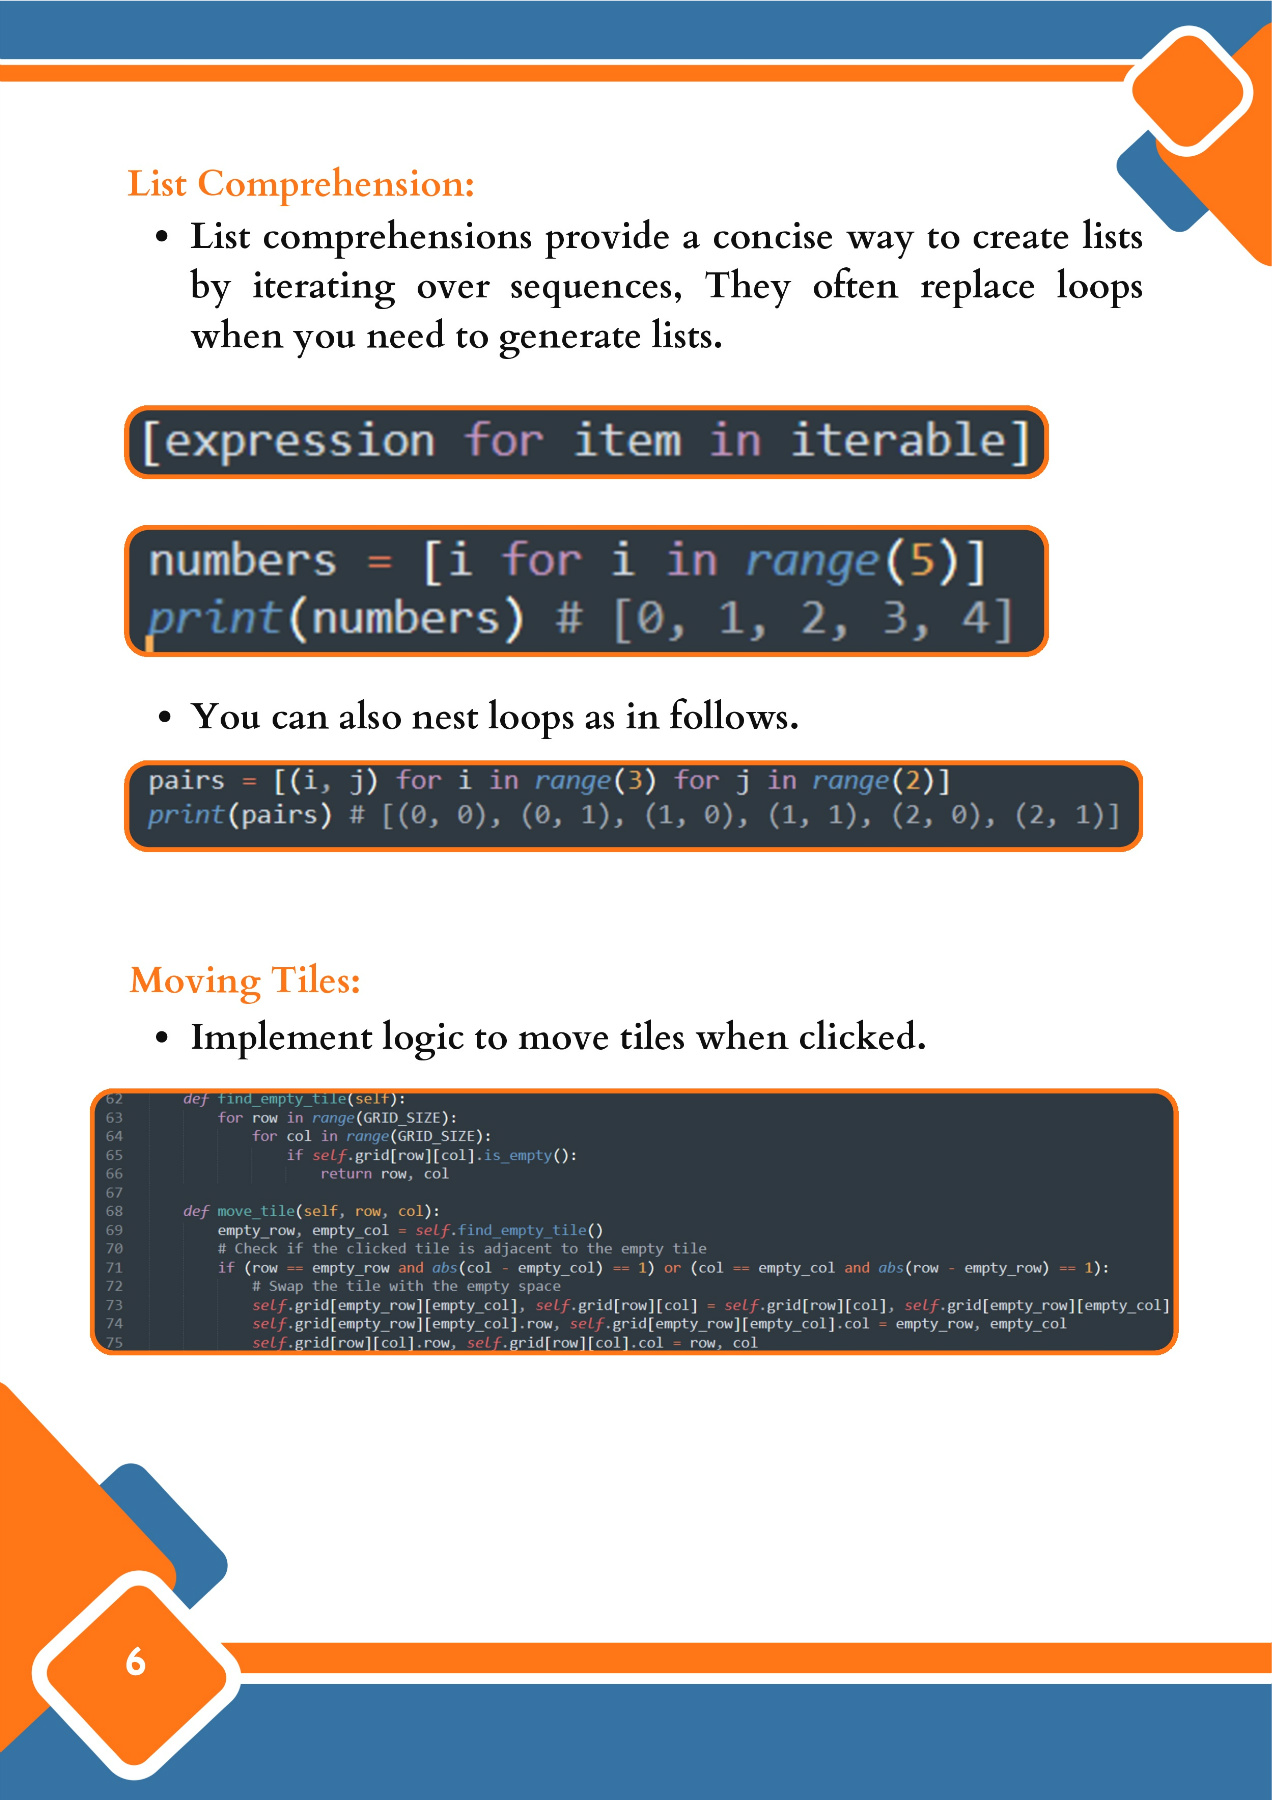 List Comprehension:
• List comprehensions provide a concise way to create lists
by iterating over sequences, They often replace loops
when you need to generate lists.
[expression for item in iterable]
numbers = [i for i in range(5)]
print(numbers) # [0, 1, 2, 3, 4]
• You can also nest loops as in follows.
pairs = [(i, j) for i in range(3) for j in range(2)]
print(pairs) # [(0, 0), (0, 1), (1, 0), (1, 1), (2, 0), (2, 1)]
Moving Tiles:
• Implement logic to move tiles when clicked.
62 def find_empty_tile(self):
63 for row in range(GRID_SIZE):
64 for col in range(GRID_SIZE):
65 if self.grid[row][col].is_empty():
66 return row, col
67
68 def move_tile(self, row, col):
69 empty_row, empty_col = self.find_empty_tile()
70 # Check if the clicked tile is adjacent to the empty tile
71 if (row == empty_row and abs(col - empty_col) == 1) or (col == empty_col and abs(row - empty_row) == 1):
72 # Swap the tile with the empty space
73 self.grid[empty_row][empty_col], self.grid[row][col] = self.grid[row][col], self.grid[empty_row][empty_col]
74 self.grid[empty_row][empty_col].row, self.grid[empty_row][empty_col].col = empty_row, empty_col
75 self.grid[row][col].row, self.grid[row][col].col = row, col
6